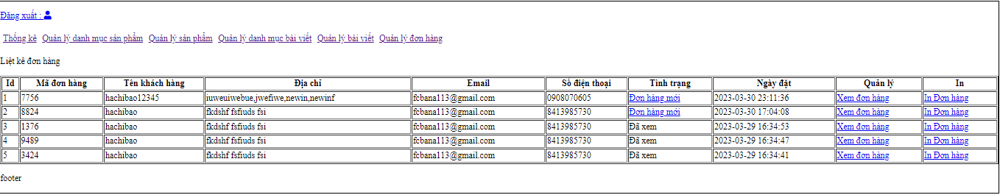 Đăng xuất :
Thống kê Quản lý danh mục sản phẩm Quản lý sản phẩm Quản lý danh mục bài viết Quản lý bài viết Quản lý đơn hàng
Liệt kê đơn hàng
Id Mã đơn hàng Tên khách hàng Địa chỉ Email Số điện thoại Tình trạng Ngày đặt Quản lý In
1 7756 hachibao12345 iuweuiwebue,jwefiwe,newin,newinf fcbana113@gmail.com 0908070605 Đơn hàng mới 2023-03-30 23:11:36 Xem đơn hàng In Đơn hàng
2 8824 hachibao fkdshf fsfiuds fsi fcbana113@gmail.com 8413985730 Đơn hàng mới 2023-03-30 17:04:08 Xem đơn hàng In Đơn hàng
3 1376 hachibao fkdshf fsfiuds fsi fcbana113@gmail.com 8413985730 Đã xem 2023-03-29 16:34:53 Xem đơn hàng In Đơn hàng
4 9489 hachibao fkdshf fsfiuds fsi fcbana113@gmail.com 8413985730 Đã xem 2023-03-29 16:34:47 Xem đơn hàng In Đơn hàng
5 3424 hachibao fkdshf fsfiuds fsi fcbana113@gmail.com 8413985730 Đã xem 2023-03-29 16:34:41 Xem đơn hàng In Đơn hàng
footer